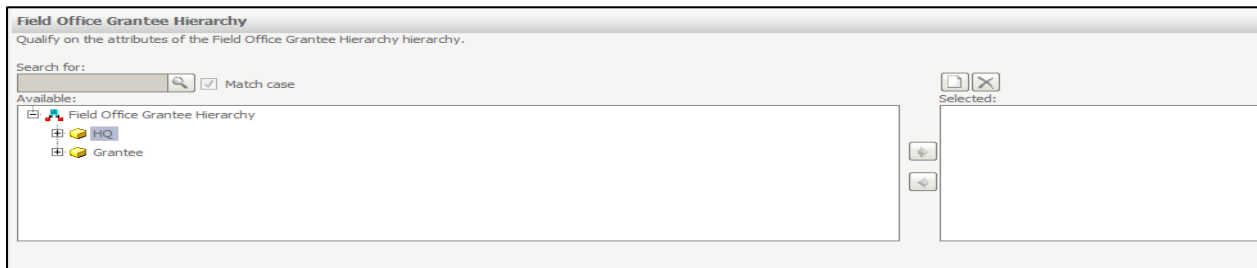 Field Office Grantee Hierarchy
Qualify on the attributes of the Field Office Grantee Hierarchy hierarchy.
Search for:
Match case
Available:
Selected:
Field Office Grantee Hierarchy
HQ
Grantee